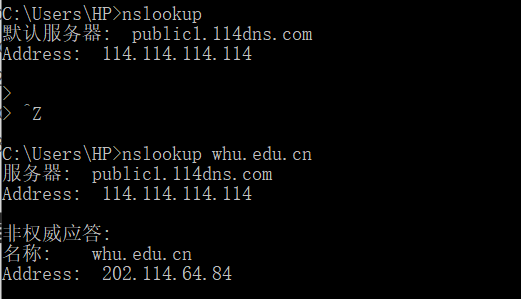 C:\Users\HP>nslookup
默认服务器:  public1.114dns.com
Address:  114.114.114.114
>
> ^Z
C:\Users\HP>nslookup whu.edu.cn
服务器:  public1.114dns.com
Address:  114.114.114.114
非权威应答:
名称:    whu.edu.cn
Address:  202.114.64.84